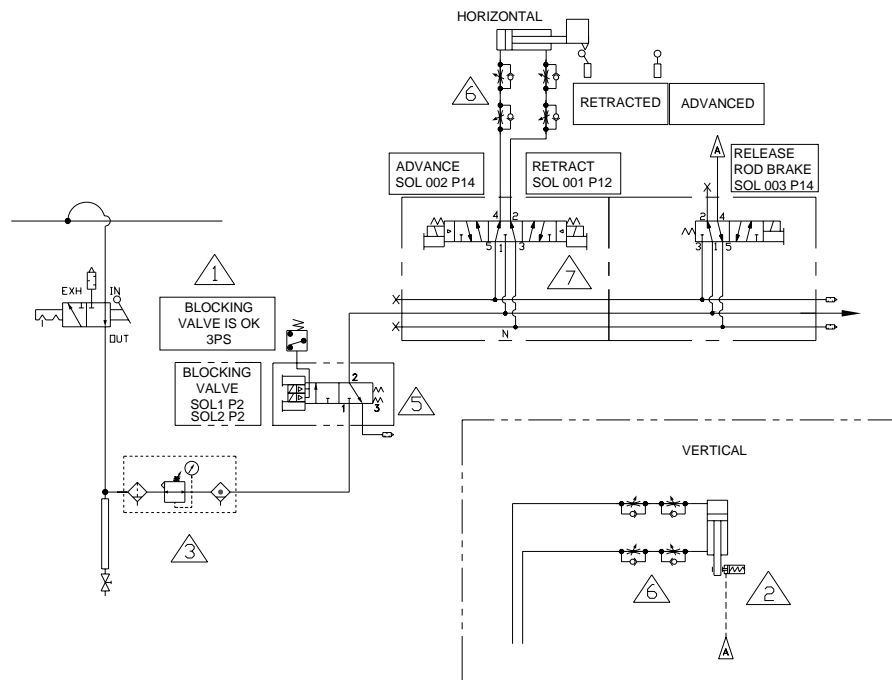 HORIZONTAL
6
RETRACTED
ADVANCED
A
ADVANCE
SOL 002 P14
RETRACT
SOL 001 P12
RELEASE
ROD BRAKE
SOL 003 P14
4
2
5
1
3
2
4
3
1
5
7
X
X
X
N
EXH
IN
OUT
1
BLOCKING
VALVE IS OK
3PS
BLOCKING
VALVE
SOL1 P2
SOL2 P2
2
1
3
5
3
VERTICAL
6
2
A